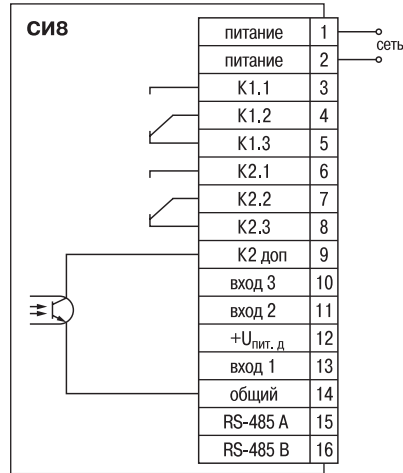 СИ8
питание 1
питание 2
сеть
К1.1 3
К1.2 4
К1.3 5
К2.1 6
К2.2 7
К2.3 8
К2 доп 9
вход 3 10
вход 2 11
+Uпит. д 12
вход 1 13
общий 14
RS-485 A 15
RS-485 B 16